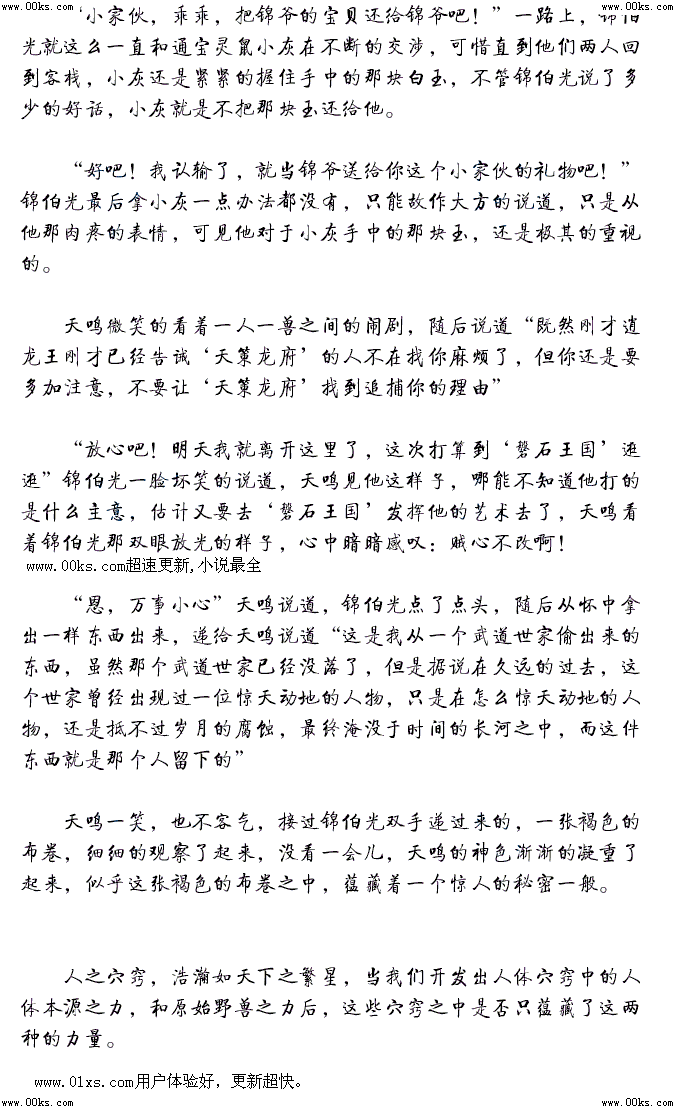 www.00ks.com www.00ks.com
“小家伙，乖乖，把锦爷的宝贝还给锦爷吧！”一路上，锦伯
光就这么一直和通宝灵鼠小灰在不断的交涉，可惜直到他们两人回
到客栈，小灰还是紧紧的握住手中的那块白玉，不管锦伯光说了多
少的好话，小灰就是不把那块玉还给他。
“好吧！我认输了，就当锦爷送给你这个小家伙的礼物吧！”
锦伯光最后拿小灰一点办法都没有，只能故作大方的说道，只是从
他那肉疼的表情，可见他对于小灰手中的那块玉，还是极其的重视
的。
天鸣微笑的看着一人一兽之间的闹剧，随后说道“既然刚才逍
龙王刚才已经告诫‘天策龙府’的人不在找你麻烦了，但你还是要
多加注意，不要让‘天策龙府’找到追捕你的理由”
“放心吧！明天我就离开这里了，这次打算到‘磐石王国’逛
逛”锦伯光一脸坏笑的说道，天鸣见他这样子，哪能不知道他打的
是什么主意，估计又要去‘磐石王国’发挥他的艺术去了，天鸣看
着锦伯光那双眼放光的样子，心中暗暗感叹：贼心不改啊！
www.00ks.com超速更新,小说最全
“恩，万事小心”天鸣说道，锦伯光点了点头，随后从怀中拿
出一样东西出来，递给天鸣说道“这是我从一个武道世家偷出来的
东西，虽然那个武道世家已经没落了，但是据说在久远的过去，这
个世家曾经出现过一位惊天动地的人物，只是在怎么惊天动地的人
物，还是抵不过岁月的腐蚀，最终淹没于时间的长河之中，而这件
东西就是那个人留下的”
天鸣一笑，也不客气，接过锦伯光双手递过来的，一张褐色的
布卷，细细的观察了起来，没看一会儿，天鸣的神色渐渐的凝重了
起来，似乎这张褐色的布卷之中，蕴藏着一个惊人的秘密一般。
人之穴窍，浩瀚如天下之繁星，当我们开发出人体穴窍中的人
体本源之力，和原始野兽之力后，这些穴窍之中是否只蕴藏了这两
种的力量。
www.01xs.com用户体验好，更新超快。
www.00ks.com www.00ks.com